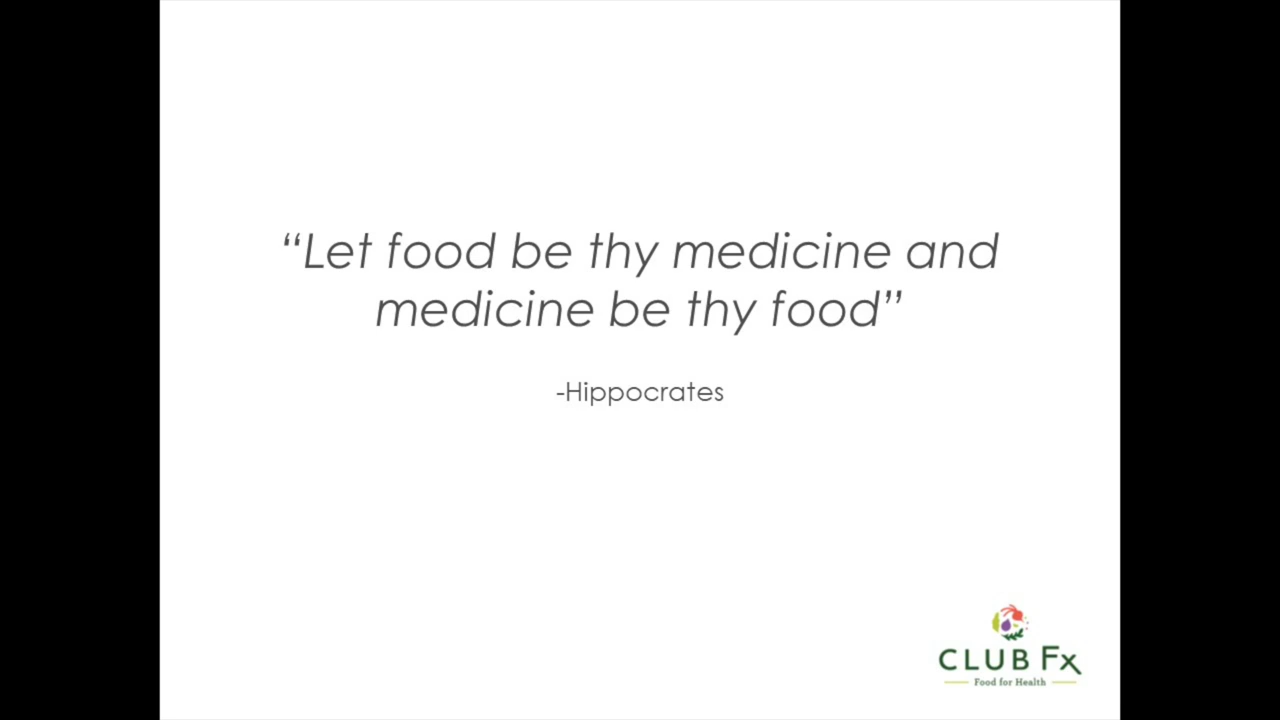 “Let food be thy medicine and
medicine be thy food”
-Hippocrates
CLUB Fx
Food for Health